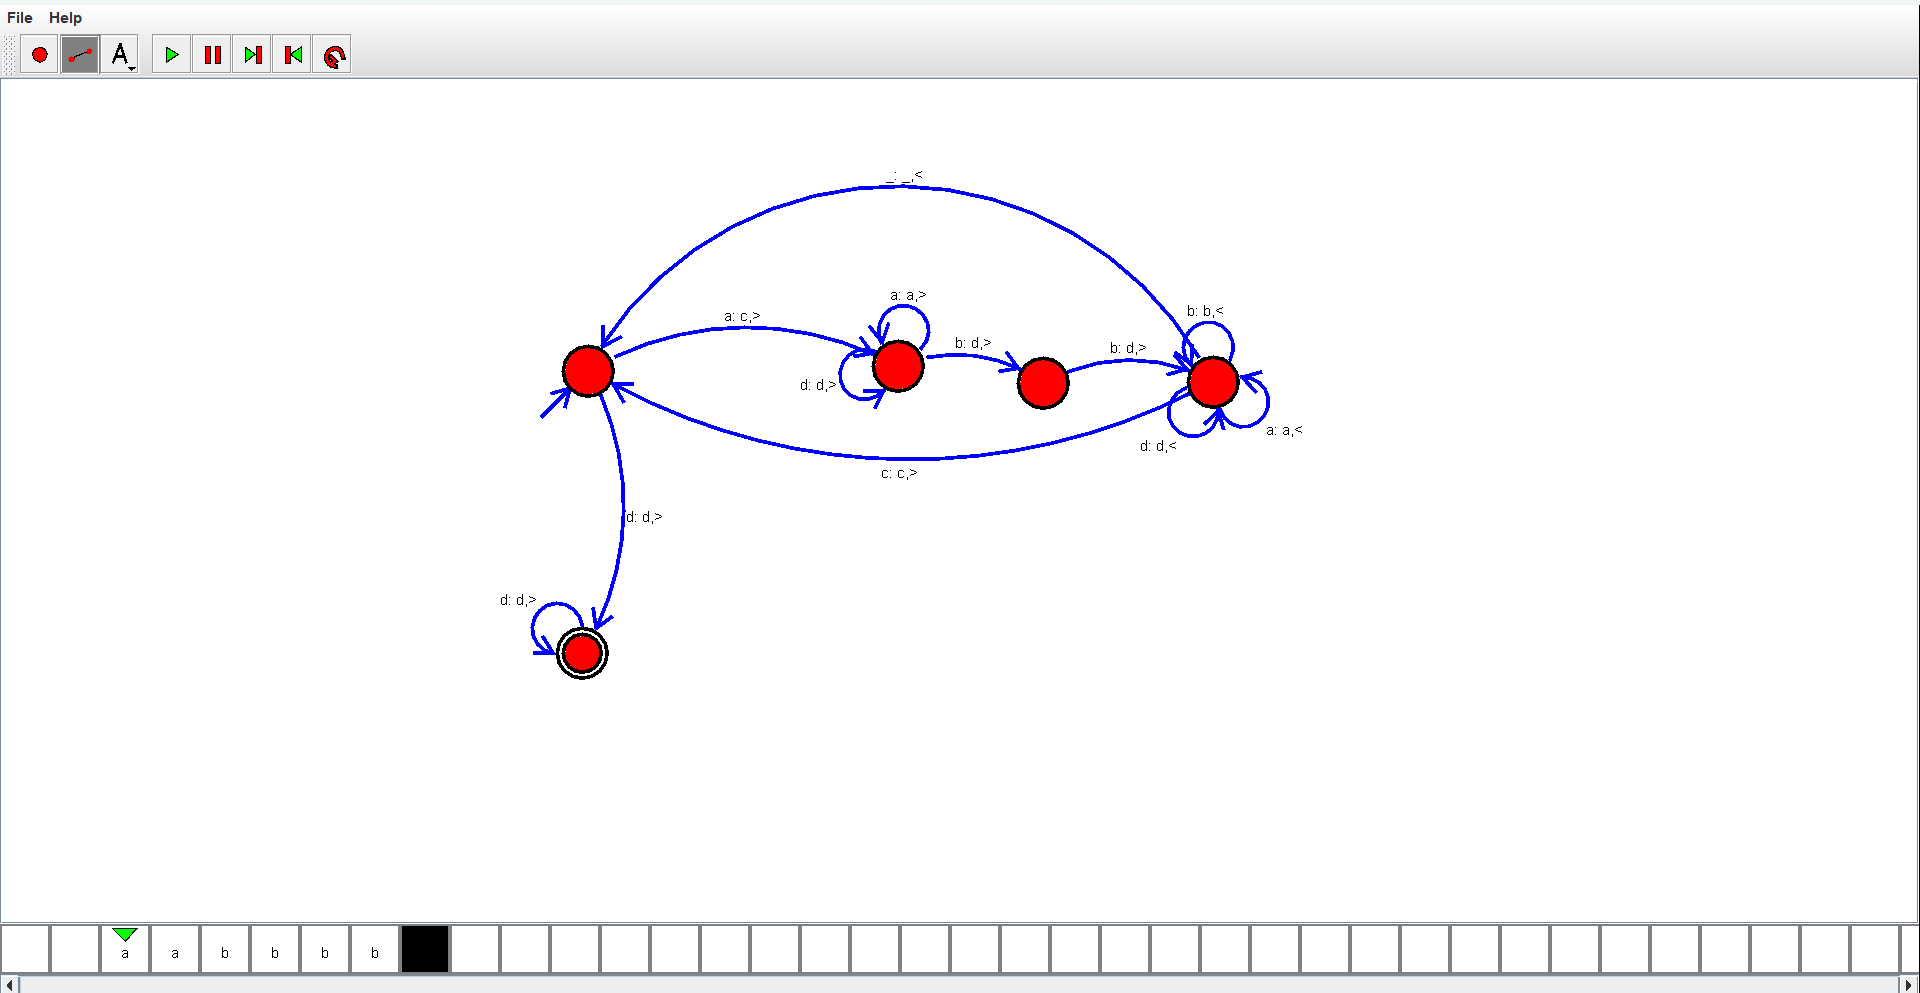 File Help
A
_: _,<
a: a,>
b: b,<
a: c,>
b: d,>
b: d,>
d: d,>
a: a,<
d: d,<
c: c,>
d: d,>
d: d,>
a a b b b b